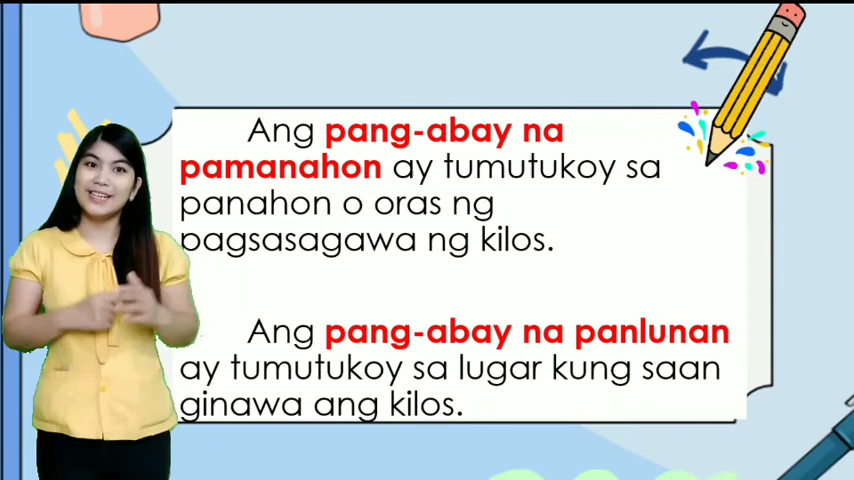 Ang pang-abay na
pamanahon ay tumutukoy sa
panahon o oras ng
pagsasagawa ng kilos.
Ang pang-abay na panlunan
ay tumutukoy sa lugar kung saan
ginawa ang kilos.